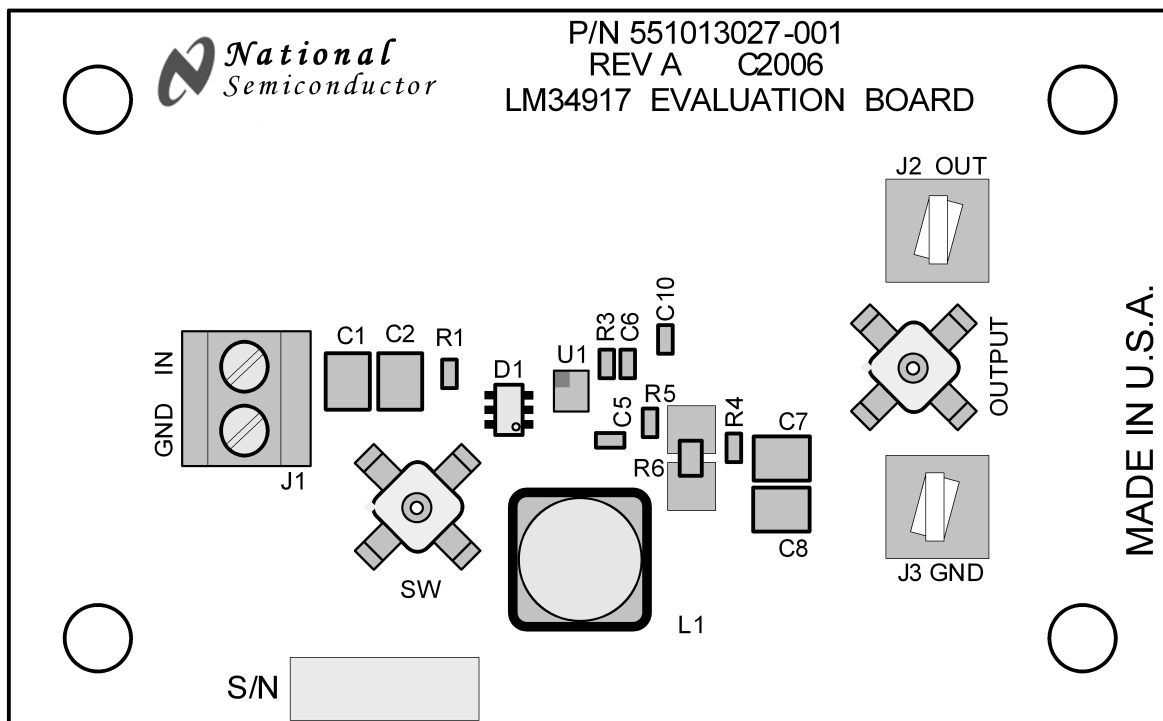 National
Semiconductor
P/N 551013027-001
REV A C2006
LM34917 EVALUATION BOARD
J2 OUT
C10
R3
C6
C1
C2
R1
U1
D1
IN
GND
J1
C5
R5
R4
C7
R6
OUTPUT
MADE IN U.S.A.
C8
J3 GND
SW
L1
S/N